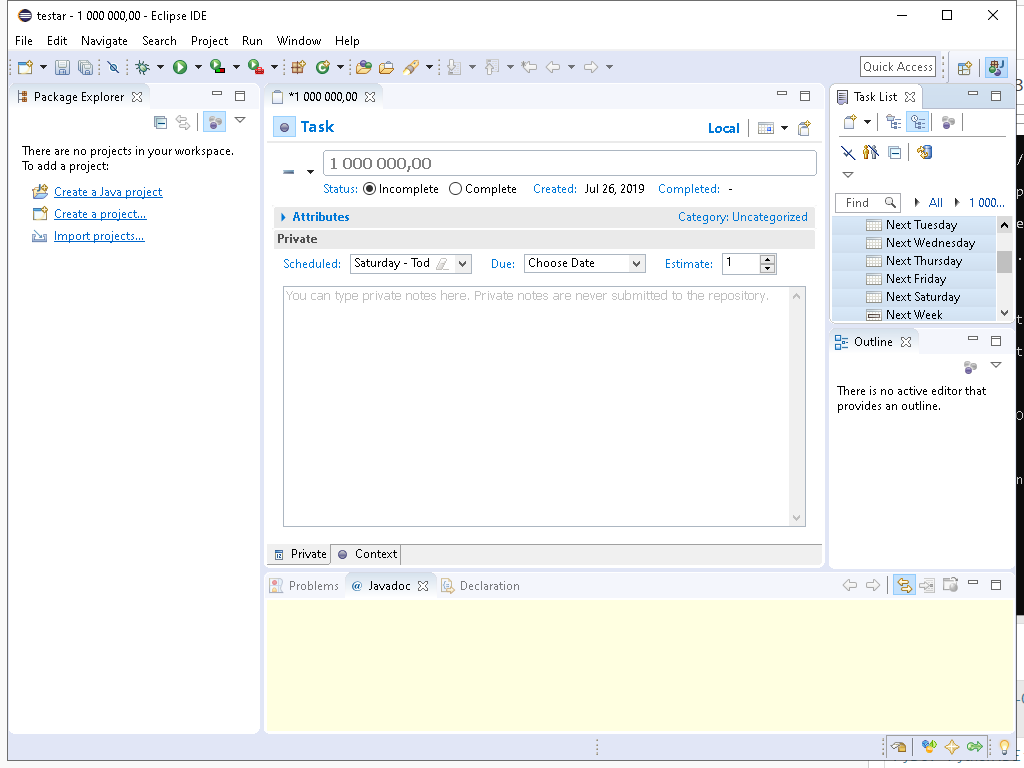 testar - 1 000 000,00 - Eclipse IDE
File Edit Navigate Search Project Run Window Help
Quick Access
Package Explorer
There are no projects in your workspace.
To add a project:
Create a Java project
Create a project...
Import projects...
*1 000 000,00
Task
Local
1 000 000,00
Status: Incomplete Complete Created: Jul 26, 2019 Completed: -
Attributes Category: Uncategorized
Private
Scheduled: Saturday - Tod Due: Choose Date Estimate: 1
You can type private notes here. Private notes are never submitted to the repository.
Private Context
Task List
Find All 1 000...
Next Tuesday
Next Wednesday
Next Thursday
Next Friday
Next Saturday
Next Week
Outline
There is no active editor that
provides an outline.
Problems @ Javadoc Declaration